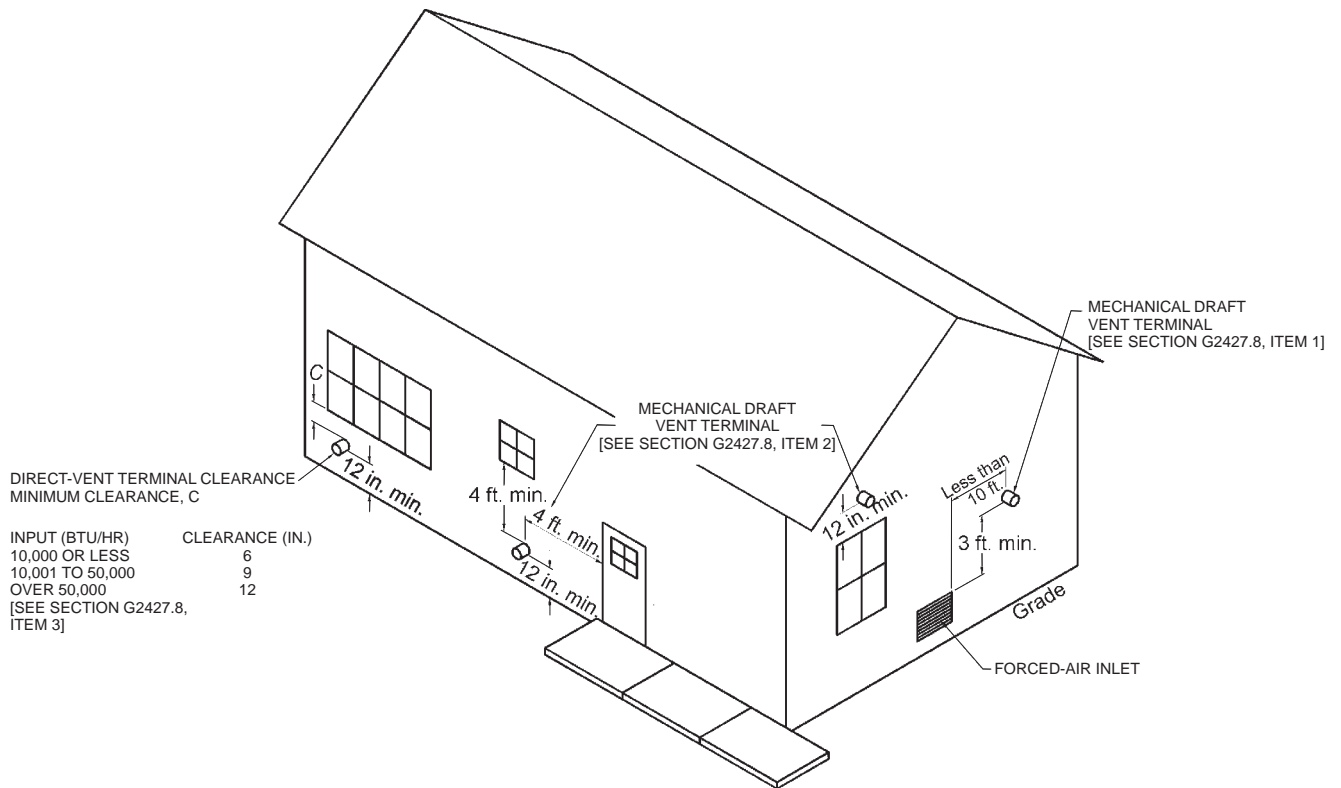 MECHANICAL DRAFT
VENT TERMINAL
[SEE SECTION G2427.8, ITEM 1]
C
MECHANICAL DRAFT
VENT TERMINAL
[SEE SECTION G2427.8, ITEM 2]
DIRECT-VENT TERMINAL CLEARANCE
MINIMUM CLEARANCE, C
12 in. min.
INPUT (BTU/HR) CLEARANCE (IN.)
10,000 OR LESS 6
10,001 TO 50,000 9
OVER 50,000 12
[SEE SECTION G2427.8,
ITEM 3]
4 ft. min.
4 ft. min.
12 in. min.
12 in. min.
Less than
10 ft.
3 ft. min.
Grade
FORCED-AIR INLET